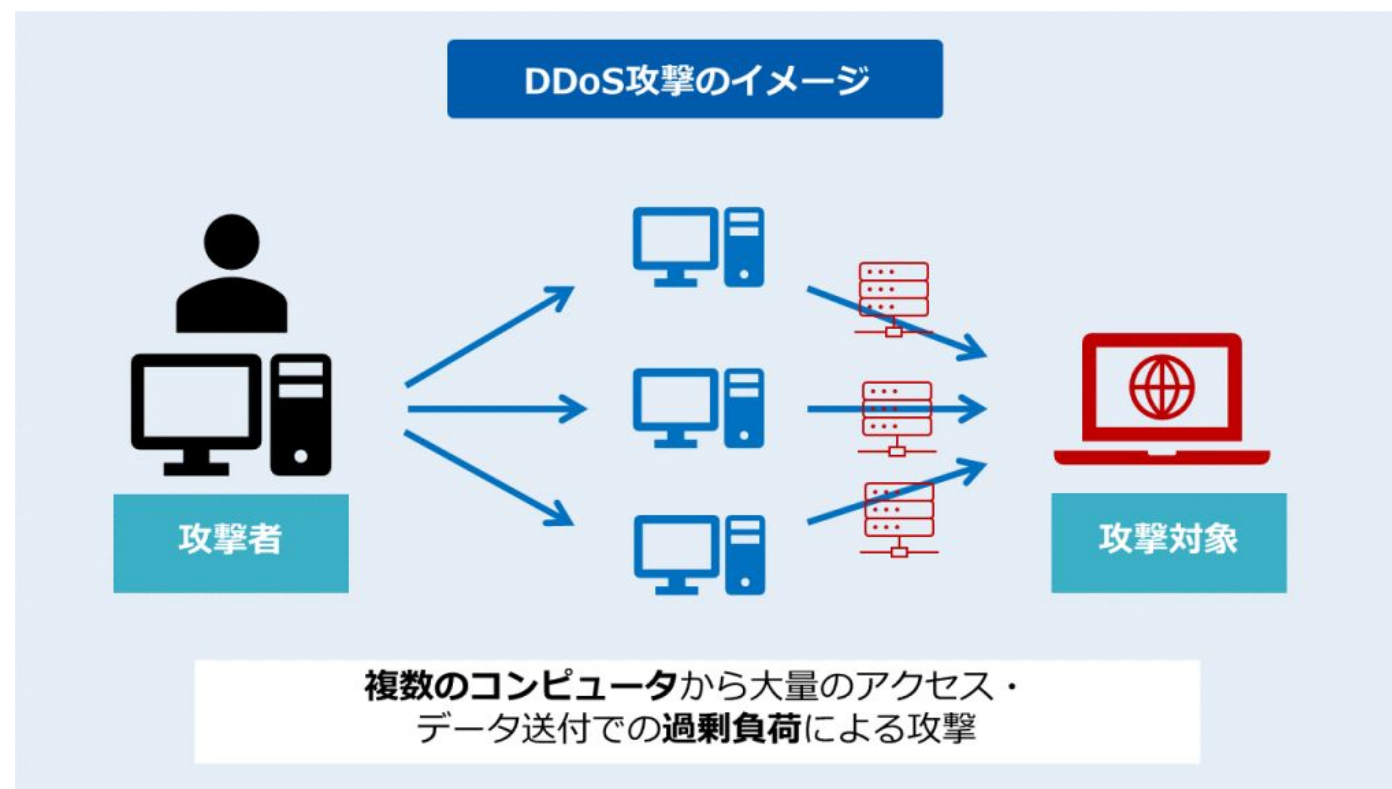 DDoS攻撃のイメージ
攻撃者
攻撃対象
複数のコンピュータから大量のアクセス・
データ送付での過剰負荷による攻撃